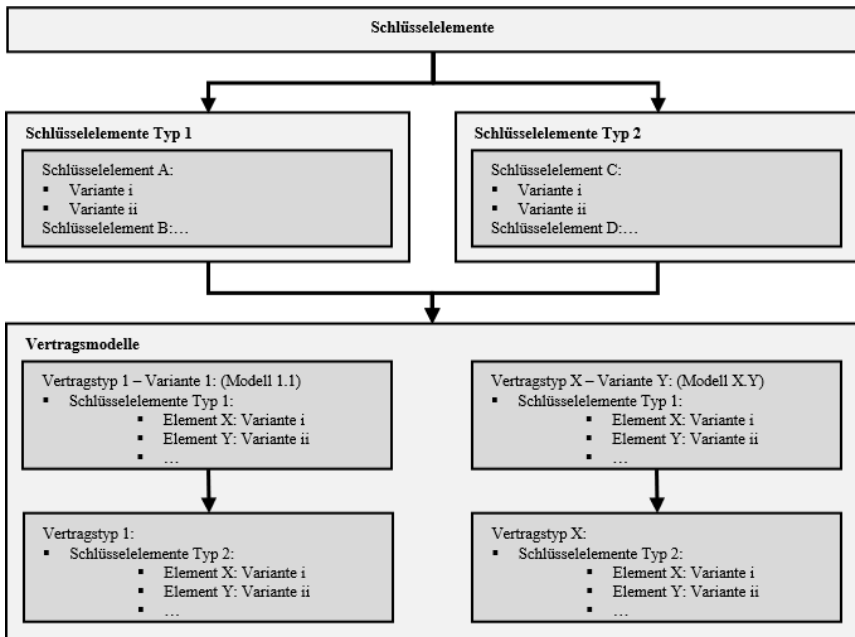 Schlüsselelemente
Schlüsselelemente Typ 1
Schlüsselelement A:
▪ Variante i
▪ Variante ii
Schlüsselelement B:…
Schlüsselelemente Typ 2
Schlüsselelement C:
▪ Variante i
▪ Variante ii
Schlüsselelement D:…
Vertragsmodelle
Vertragstyp 1 – Variante 1: (Modell 1.1)
▪ Schlüsselelemente Typ 1:
▪ Element X: Variante i
▪ Element Y: Variante ii
▪ …
Vertragstyp X – Variante Y: (Modell X.Y)
▪ Schlüsselelemente Typ 1:
▪ Element X: Variante i
▪ Element Y: Variante ii
▪ …
Vertragstyp 1:
▪ Schlüsselelemente Typ 2:
▪ Element X: Variante i
▪ Element Y: Variante ii
▪ …
Vertragstyp X:
▪ Schlüsselelemente Typ 2:
▪ Element X: Variante i
▪ Element Y: Variante ii
▪ …